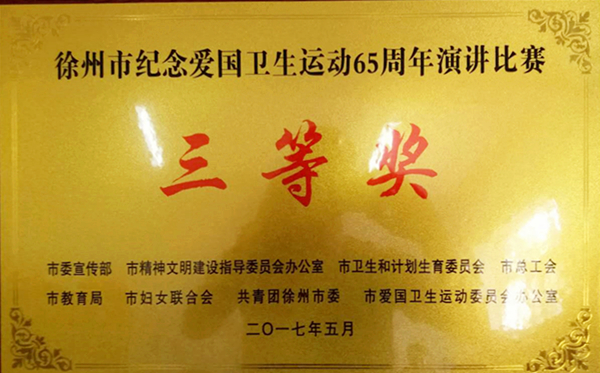 徐州市纪念爱国卫生运动65周年演讲比赛
三等奖
市委宣传部 市精神文明建设指导委员会办公室 市卫生和计划生育委员会 市总工会
市教育局 市妇女联合会 共青团徐州市委 市爱国卫生运动委员会办公室
二〇一七年五月